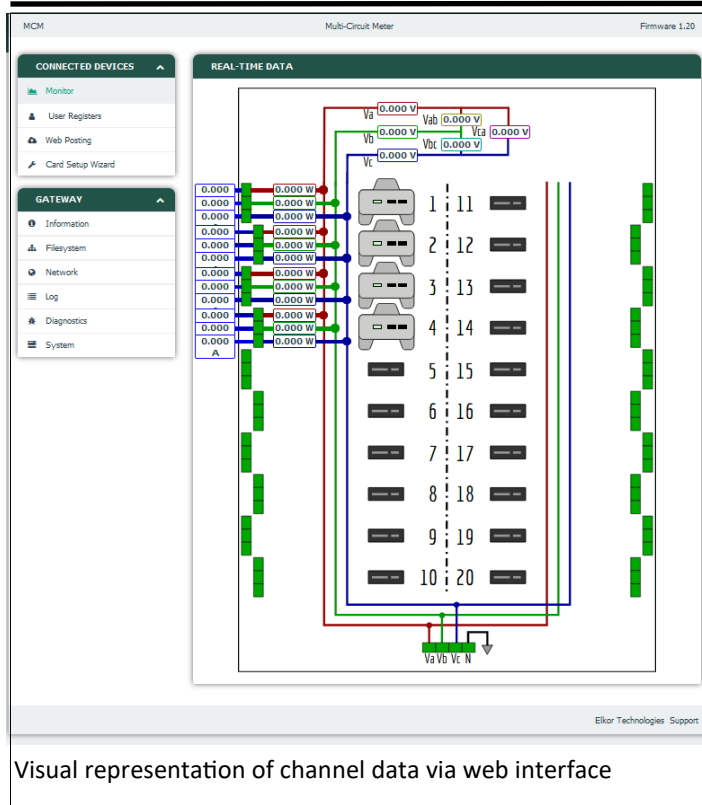 MCM Multi-Circuit Meter Firmware 1.20
CONNECTED DEVICES
Monitor
User Registers
Web Posting
Card Setup Wizard
GATEWAY
Information
Filesystem
Network
Log
Diagnostics
System
REAL-TIME DATA
Va 0.000 V Vab 0.000 V
Vb 0.000 V Vca 0.000 V
Vbc 0.000 V
Vc 0.000 V
0.000 0.000 W
0.000 0.000 W 1 11
0.000 0.000 W
0.000 0.000 W
0.000 0.000 W 2 12
0.000 0.000 W
0.000 0.000 W
0.000 0.000 W 3 13
0.000 0.000 W
0.000 0.000 W
0.000 0.000 W 4 14
0.000 0.000 W
A
5 15
6 16
7 17
8 18
9 19
10 20
Va Vb Vc N
Elkor Technologies Support
Visual representation of channel data via web interface